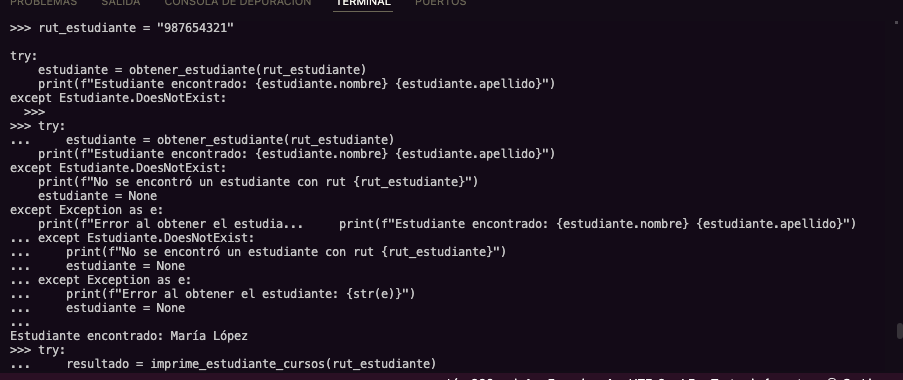 PROBLEMAS SALIDA CONSOLA DE DEPURACIÓN TERMINAL PUERTOS
>>> rut_estudiante = "987654321"
try:
    estudiante = obtener_estudiante(rut_estudiante)
    print(f"Estudiante encontrado: {estudiante.nombre} {estudiante.apellido}")
except Estudiante.DoesNotExist:
  >>>
>>> try:
...     estudiante = obtener_estudiante(rut_estudiante)
    print(f"Estudiante encontrado: {estudiante.nombre} {estudiante.apellido}")
except Estudiante.DoesNotExist:
    print(f"No se encontró un estudiante con rut {rut_estudiante}")
    estudiante = None
except Exception as e:
    print(f"Error al obtener el estudia...     print(f"Estudiante encontrado: {estudiante.nombre} {estudiante.apellido}")
... except Estudiante.DoesNotExist:
...     print(f"No se encontró un estudiante con rut {rut_estudiante}")
...     estudiante = None
... except Exception as e:
...     print(f"Error al obtener el estudiante: {str(e)}")
...     estudiante = None
...
Estudiante encontrado: María López
>>> try:
...     resultado = imprime_estudiante_cursos(rut_estudiante)